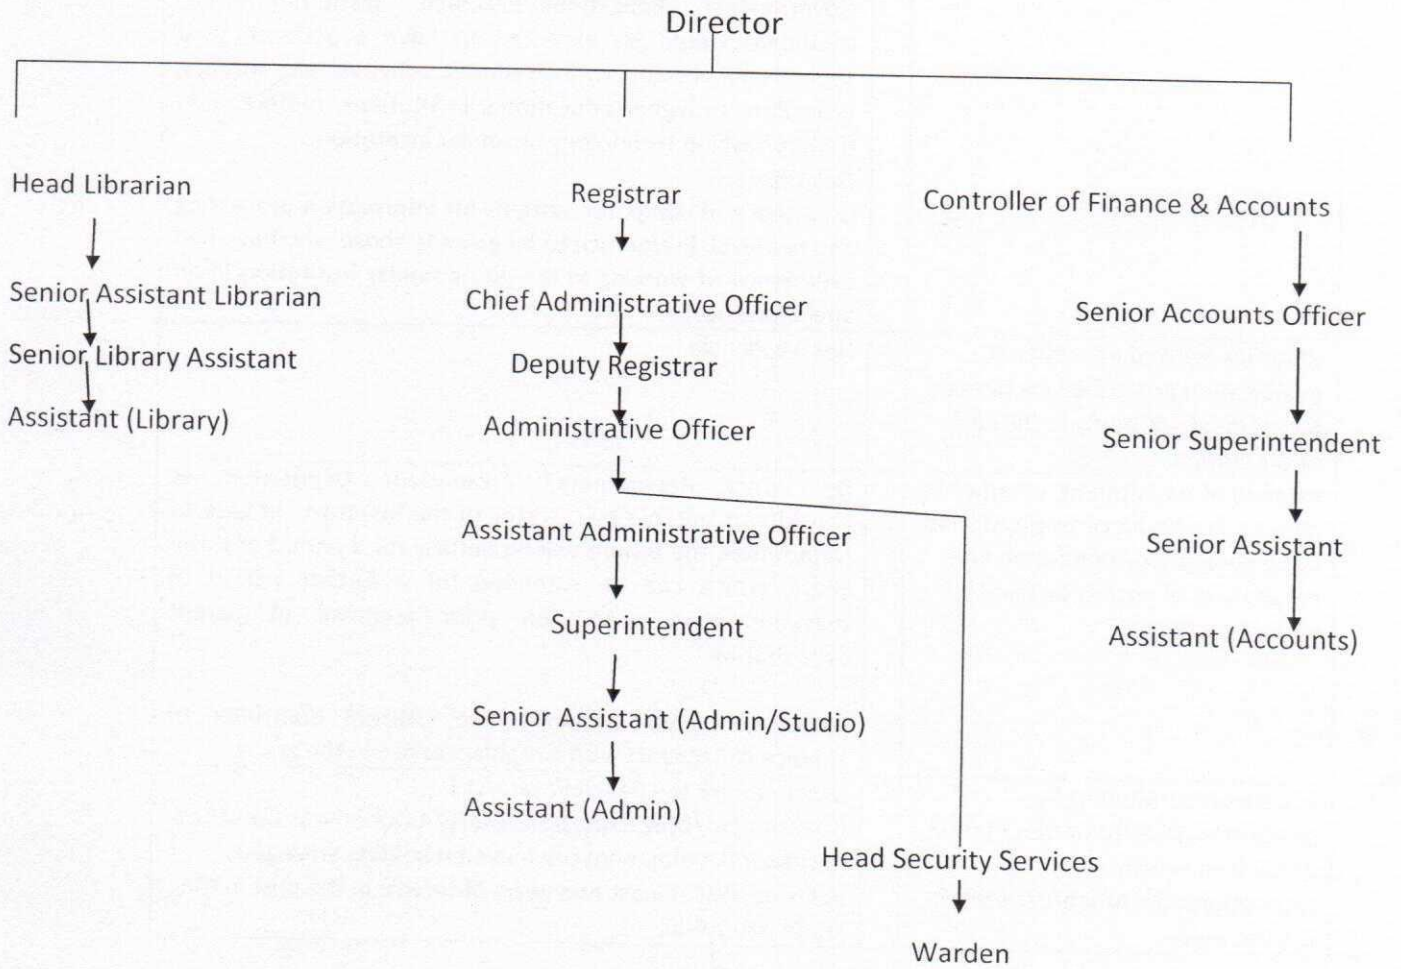 Director
Head Librarian
Senior Assistant Librarian
Senior Library Assistant
Assistant (Library)
Registrar
Chief Administrative Officer
Deputy Registrar
Administrative Officer
Assistant Administrative Officer
Superintendent
Senior Assistant (Admin/Studio)
Assistant (Admin)
Head Security Services
Warden
Controller of Finance & Accounts
Senior Accounts Officer
Senior Superintendent
Senior Assistant
Assistant (Accounts)